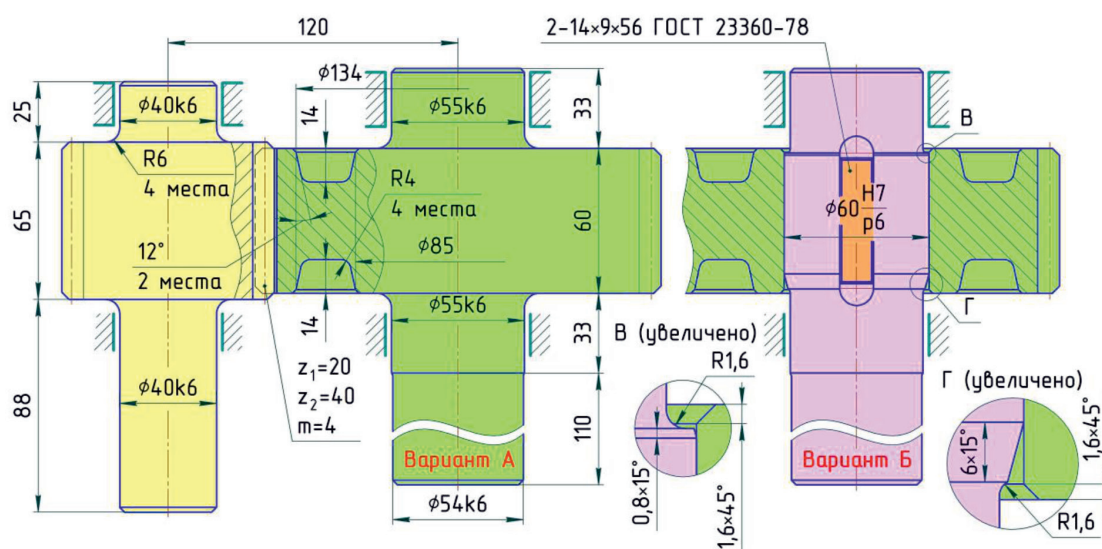 120
2-14×9×56 ГОСТ 23360-78
ϕ134
25
ϕ40k6
14
ϕ55k6
33
В
R6
4 места
R4
4 места
65
60
ϕ60 H7
p6
12°
2 места
ϕ85
ϕ55k6
14
Г
33
В (увеличено)
R1,6
Г (увеличено)
88
ϕ40k6
z₁=20
z₂=40
m=4
110
Вариант А
ϕ54k6
0,8×15°
1,6×45°
Вариант Б
6×15°
1,6×45°
R1,6